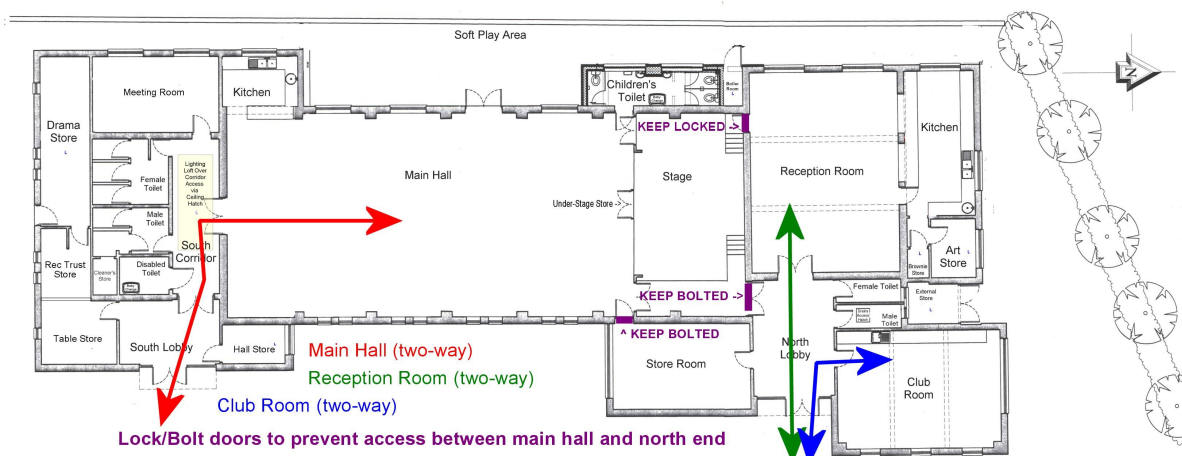 Soft Play Area
Meeting Room
Kitchen
Children's
Toilet
Baby
Change
Boiler
Room
N
Drama
Store
KEEP LOCKED ->
Kitchen
Lighting
Loft Over
Corridor
Access
via
Ceiling
Hatch
Main Hall
Stage
Reception Room
Female
Toilet
Under-Stage Store ->
Male
Toilet
South
Corridor
Rec Trust
Store
Cleaner's
Store
Disabled
Toilet
Baby
Change
Art
Store
Brownie
Store
KEEP BOLTED ->
Female Toilet
External
Store
Male
Toilet
^ KEEP BOLTED
Table Store
South Lobby
Hall Store
Store Room
North
Lobby
Club
Room
Main Hall (two-way)
Reception Room (two-way)
Club Room (two-way)
Lock/Bolt doors to prevent access between main hall and north end